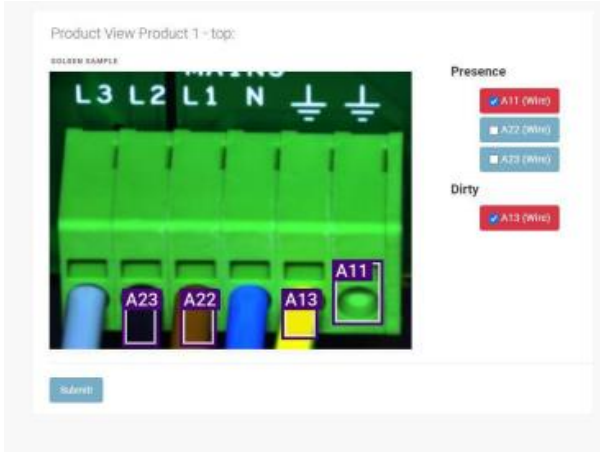 Product View Product 1 - top:
GOLDEN SAMPLE
MAINS
L3 L2 L1 N
A11
A23 A22 A13
Presence
A11 (Wire)
A22 (Wire)
A23 (Wire)
Dirty
A13 (Wire)
Submit!